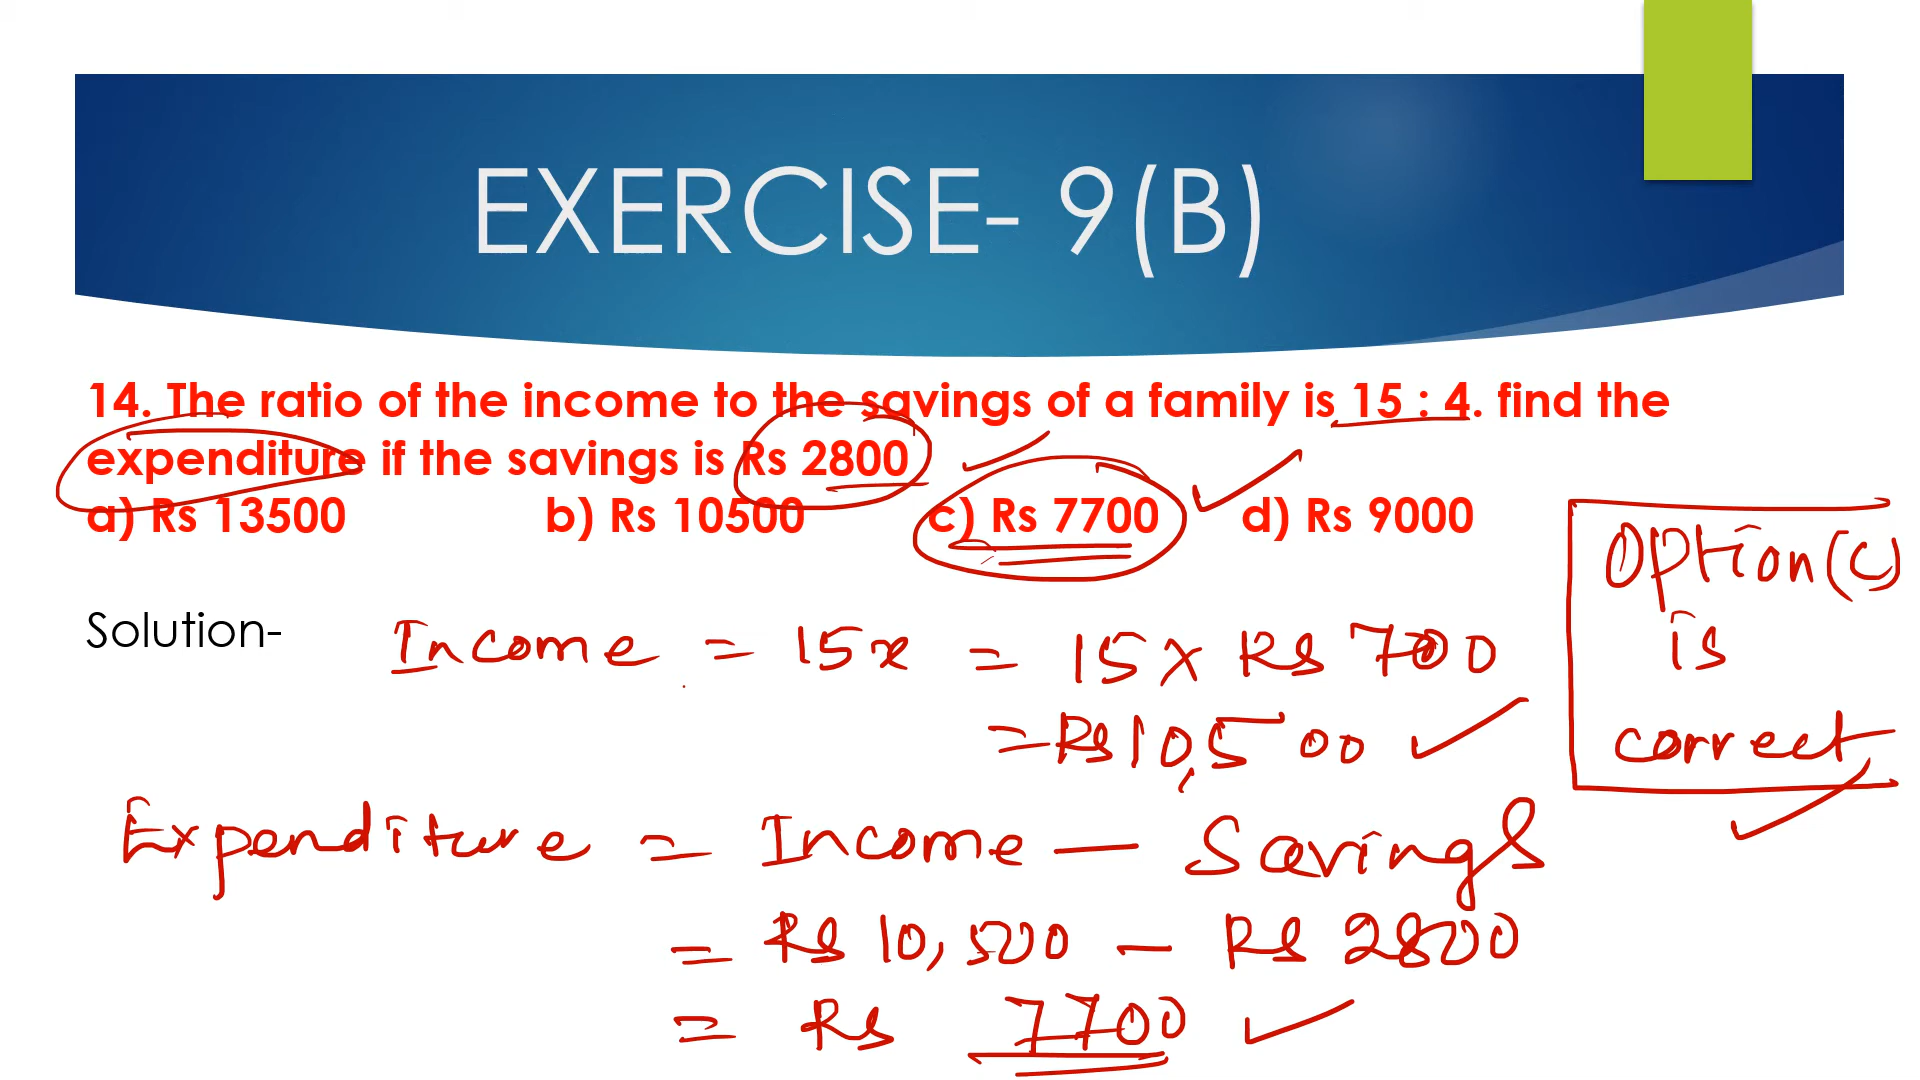 EXERCISE- 9(B)
14. The ratio of the income to the savings of a family is 15 : 4. find the
expenditure if the savings is Rs 2800
a) Rs 13500 b) Rs 10500 c) Rs 7700 d) Rs 9000
Solution- Income = 15x = 15 x Rs 700
= Rs 10,500
Expenditure = Income - Savings
= Rs 10,500 - Rs 2800
= Rs 7700
Option (c)
is
correct